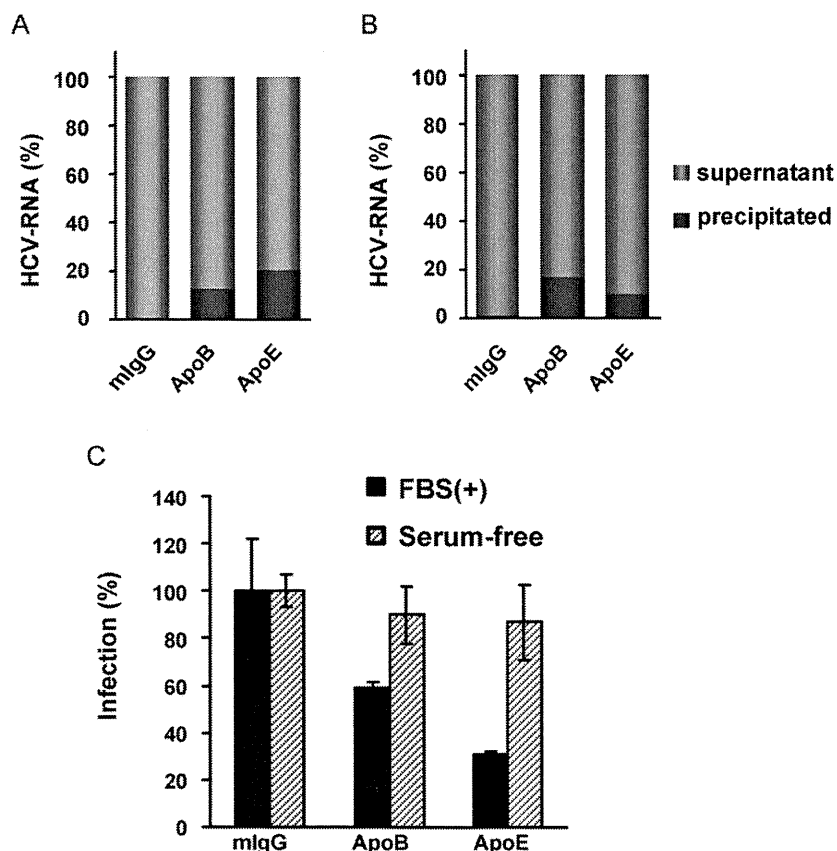 A
HCV-RNA (%)
100
80
60
40
20
0
mIgG
ApoB
ApoE
B
HCV-RNA (%)
100
80
60
40
20
0
mIgG
ApoB
ApoE
supernatant
precipitated
C
Infection (%)
140
120
100
80
60
40
20
0
FBS(+)
Serum-free
mIgG
ApoB
ApoE